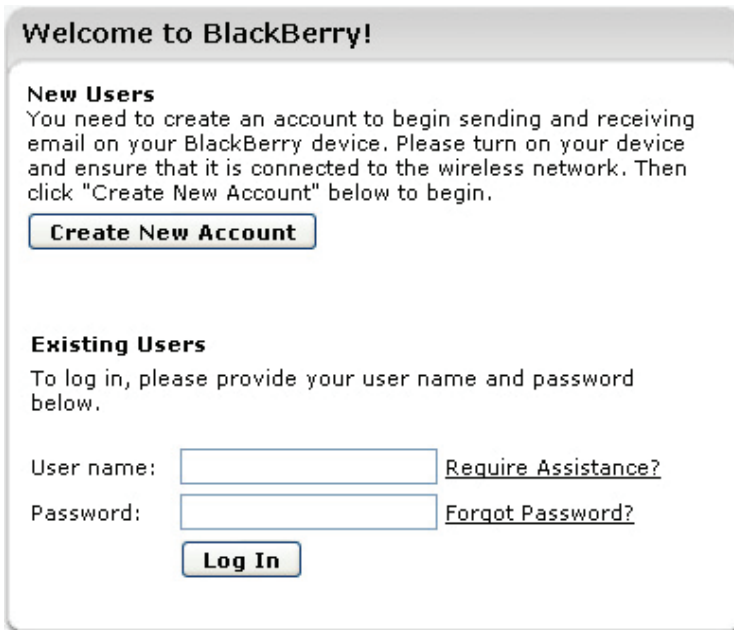 Welcome to BlackBerry!
New Users
You need to create an account to begin sending and receiving
email on your BlackBerry device. Please turn on your device
and ensure that it is connected to the wireless network. Then
click "Create New Account" below to begin.
Create New Account
Existing Users
To log in, please provide your user name and password
below.
User name: Require Assistance?
Password: Forgot Password?
Log In